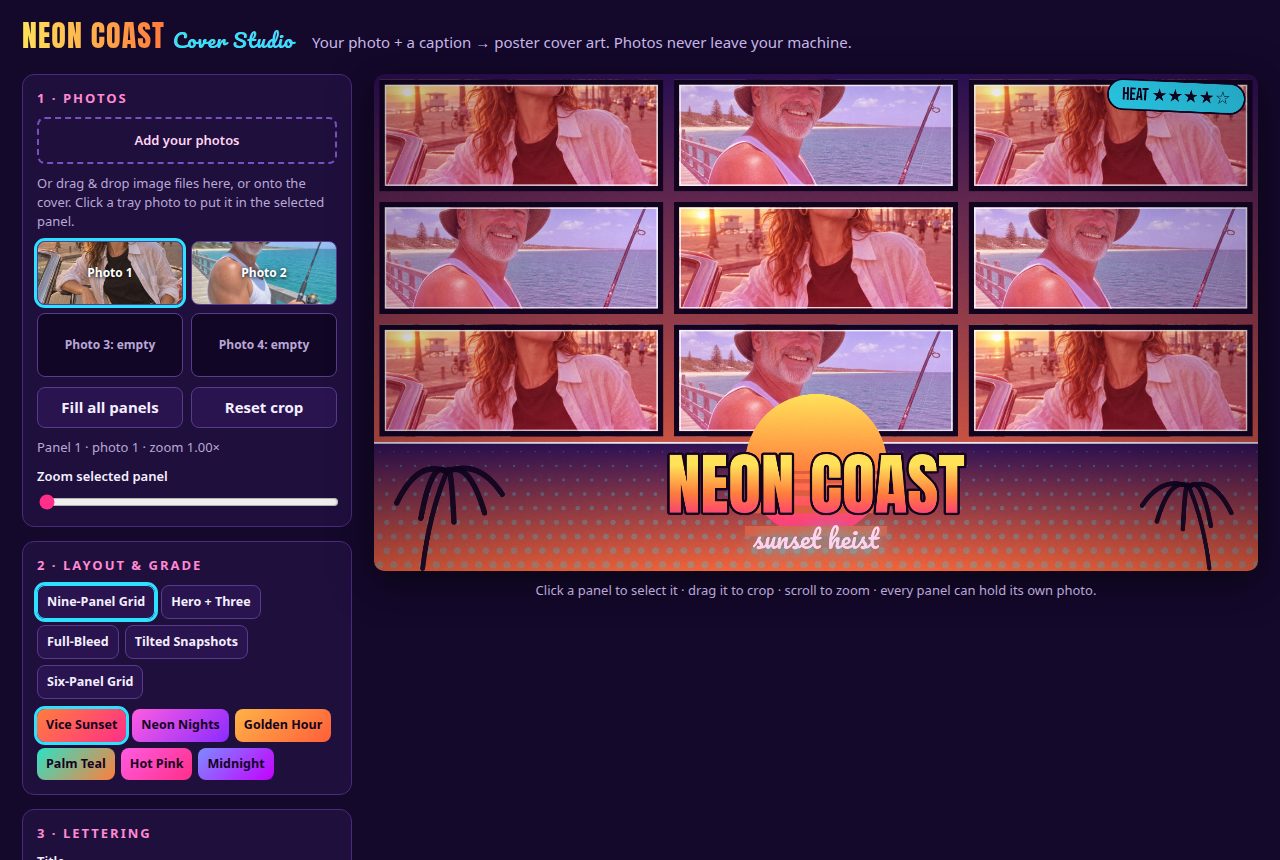 NEON COAST Cover Studio Your photo + a caption → poster cover art. Photos never leave your machine.
1 · PHOTOS
Add your photos
Or drag & drop image files here, or onto the
cover. Click a tray photo to put it in the selected
panel.
Photo 1
Photo 2
Photo 3: empty
Photo 4: empty
Fill all panels
Reset crop
Panel 1 · photo 1 · zoom 1.00×
Zoom selected panel
2 · LAYOUT & GRADE
Nine-Panel Grid
Hero + Three
Full-Bleed
Tilted Snapshots
Six-Panel Grid
Vice Sunset
Neon Nights
Golden Hour
Palm Teal
Hot Pink
Midnight
3 · LETTERING
Title
HEAT ★★★★☆
NEON COAST
sunset heist
Click a panel to select it · drag it to crop · scroll to zoom · every panel can hold its own photo.